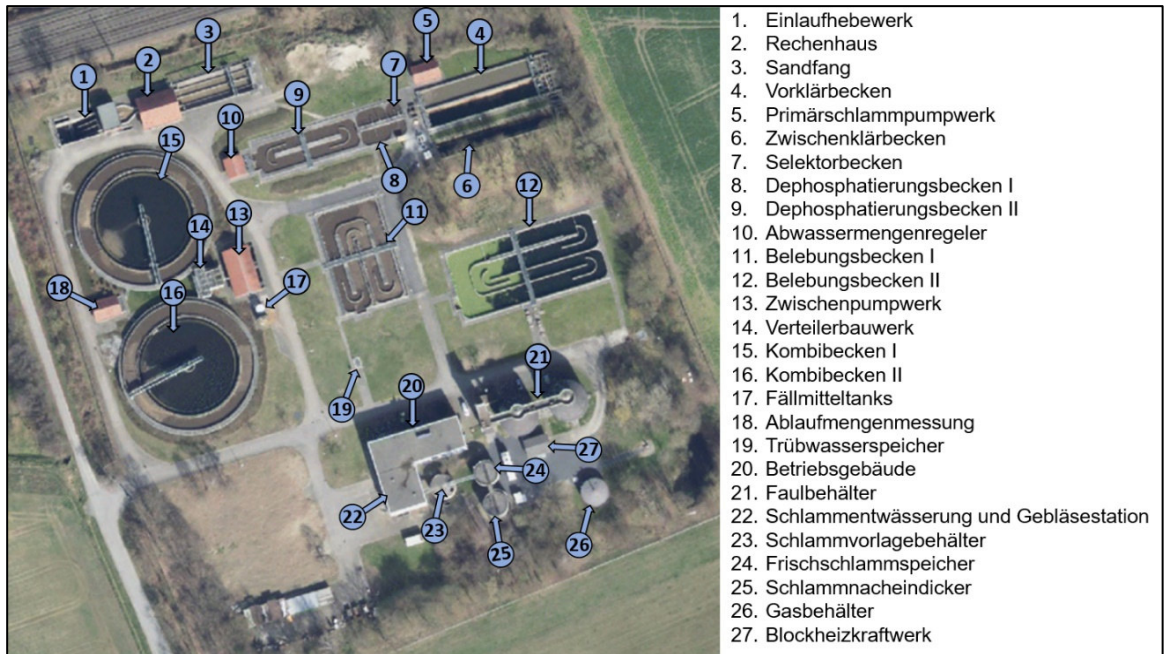 1. Einlaufhebewerk
2. Rechenhaus
3. Sandfang
4. Vorklärbecken
5. Primärschlammpumpwerk
6. Zwischenklärbecken
7. Selektorbecken
8. Dephosphatierungsbecken I
9. Dephosphatierungsbecken II
10. Abwassermengenregeler
11. Belebungsbecken I
12. Belebungsbecken II
13. Zwischenpumpwerk
14. Verteilerbauwerk
15. Kombibecken I
16. Kombibecken II
17. Fällmitteltanks
18. Ablaufmengenmessung
19. Trübwasserspeicher
20. Betriebsgebäude
21. Faulbehälter
22. Schlammentwässerung und Gebläsestation
23. Schlammvorlagebehälter
24. Frischschlammspeicher
25. Schlammnacheindicker
26. Gasbehälter
27. Blockheizkraftwerk
3
5
4
2
1
7
9
10
15
8
6
12
11
13
14
17
18
16
21
20
19
27
24
22
23
25
26